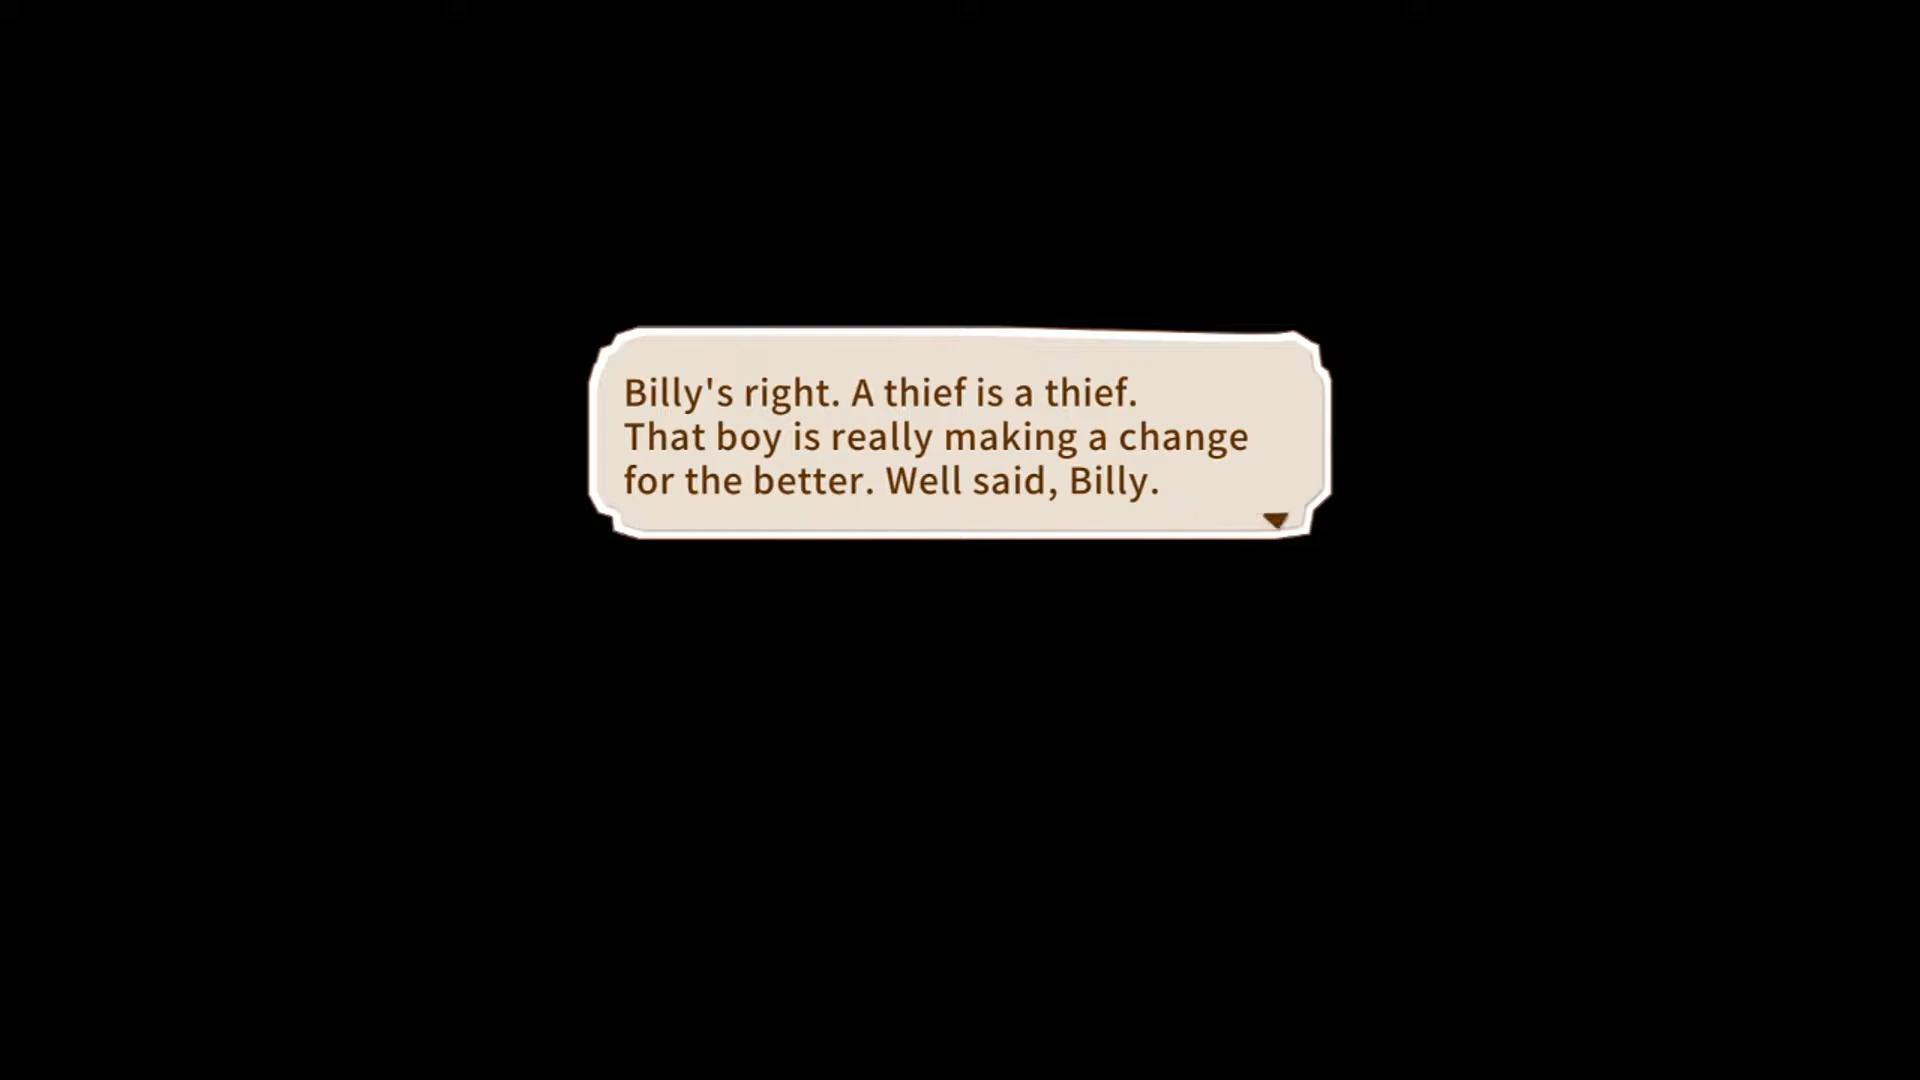 Billy's right. A thief is a thief.
That boy is really making a change
for the better. Well said, Billy.